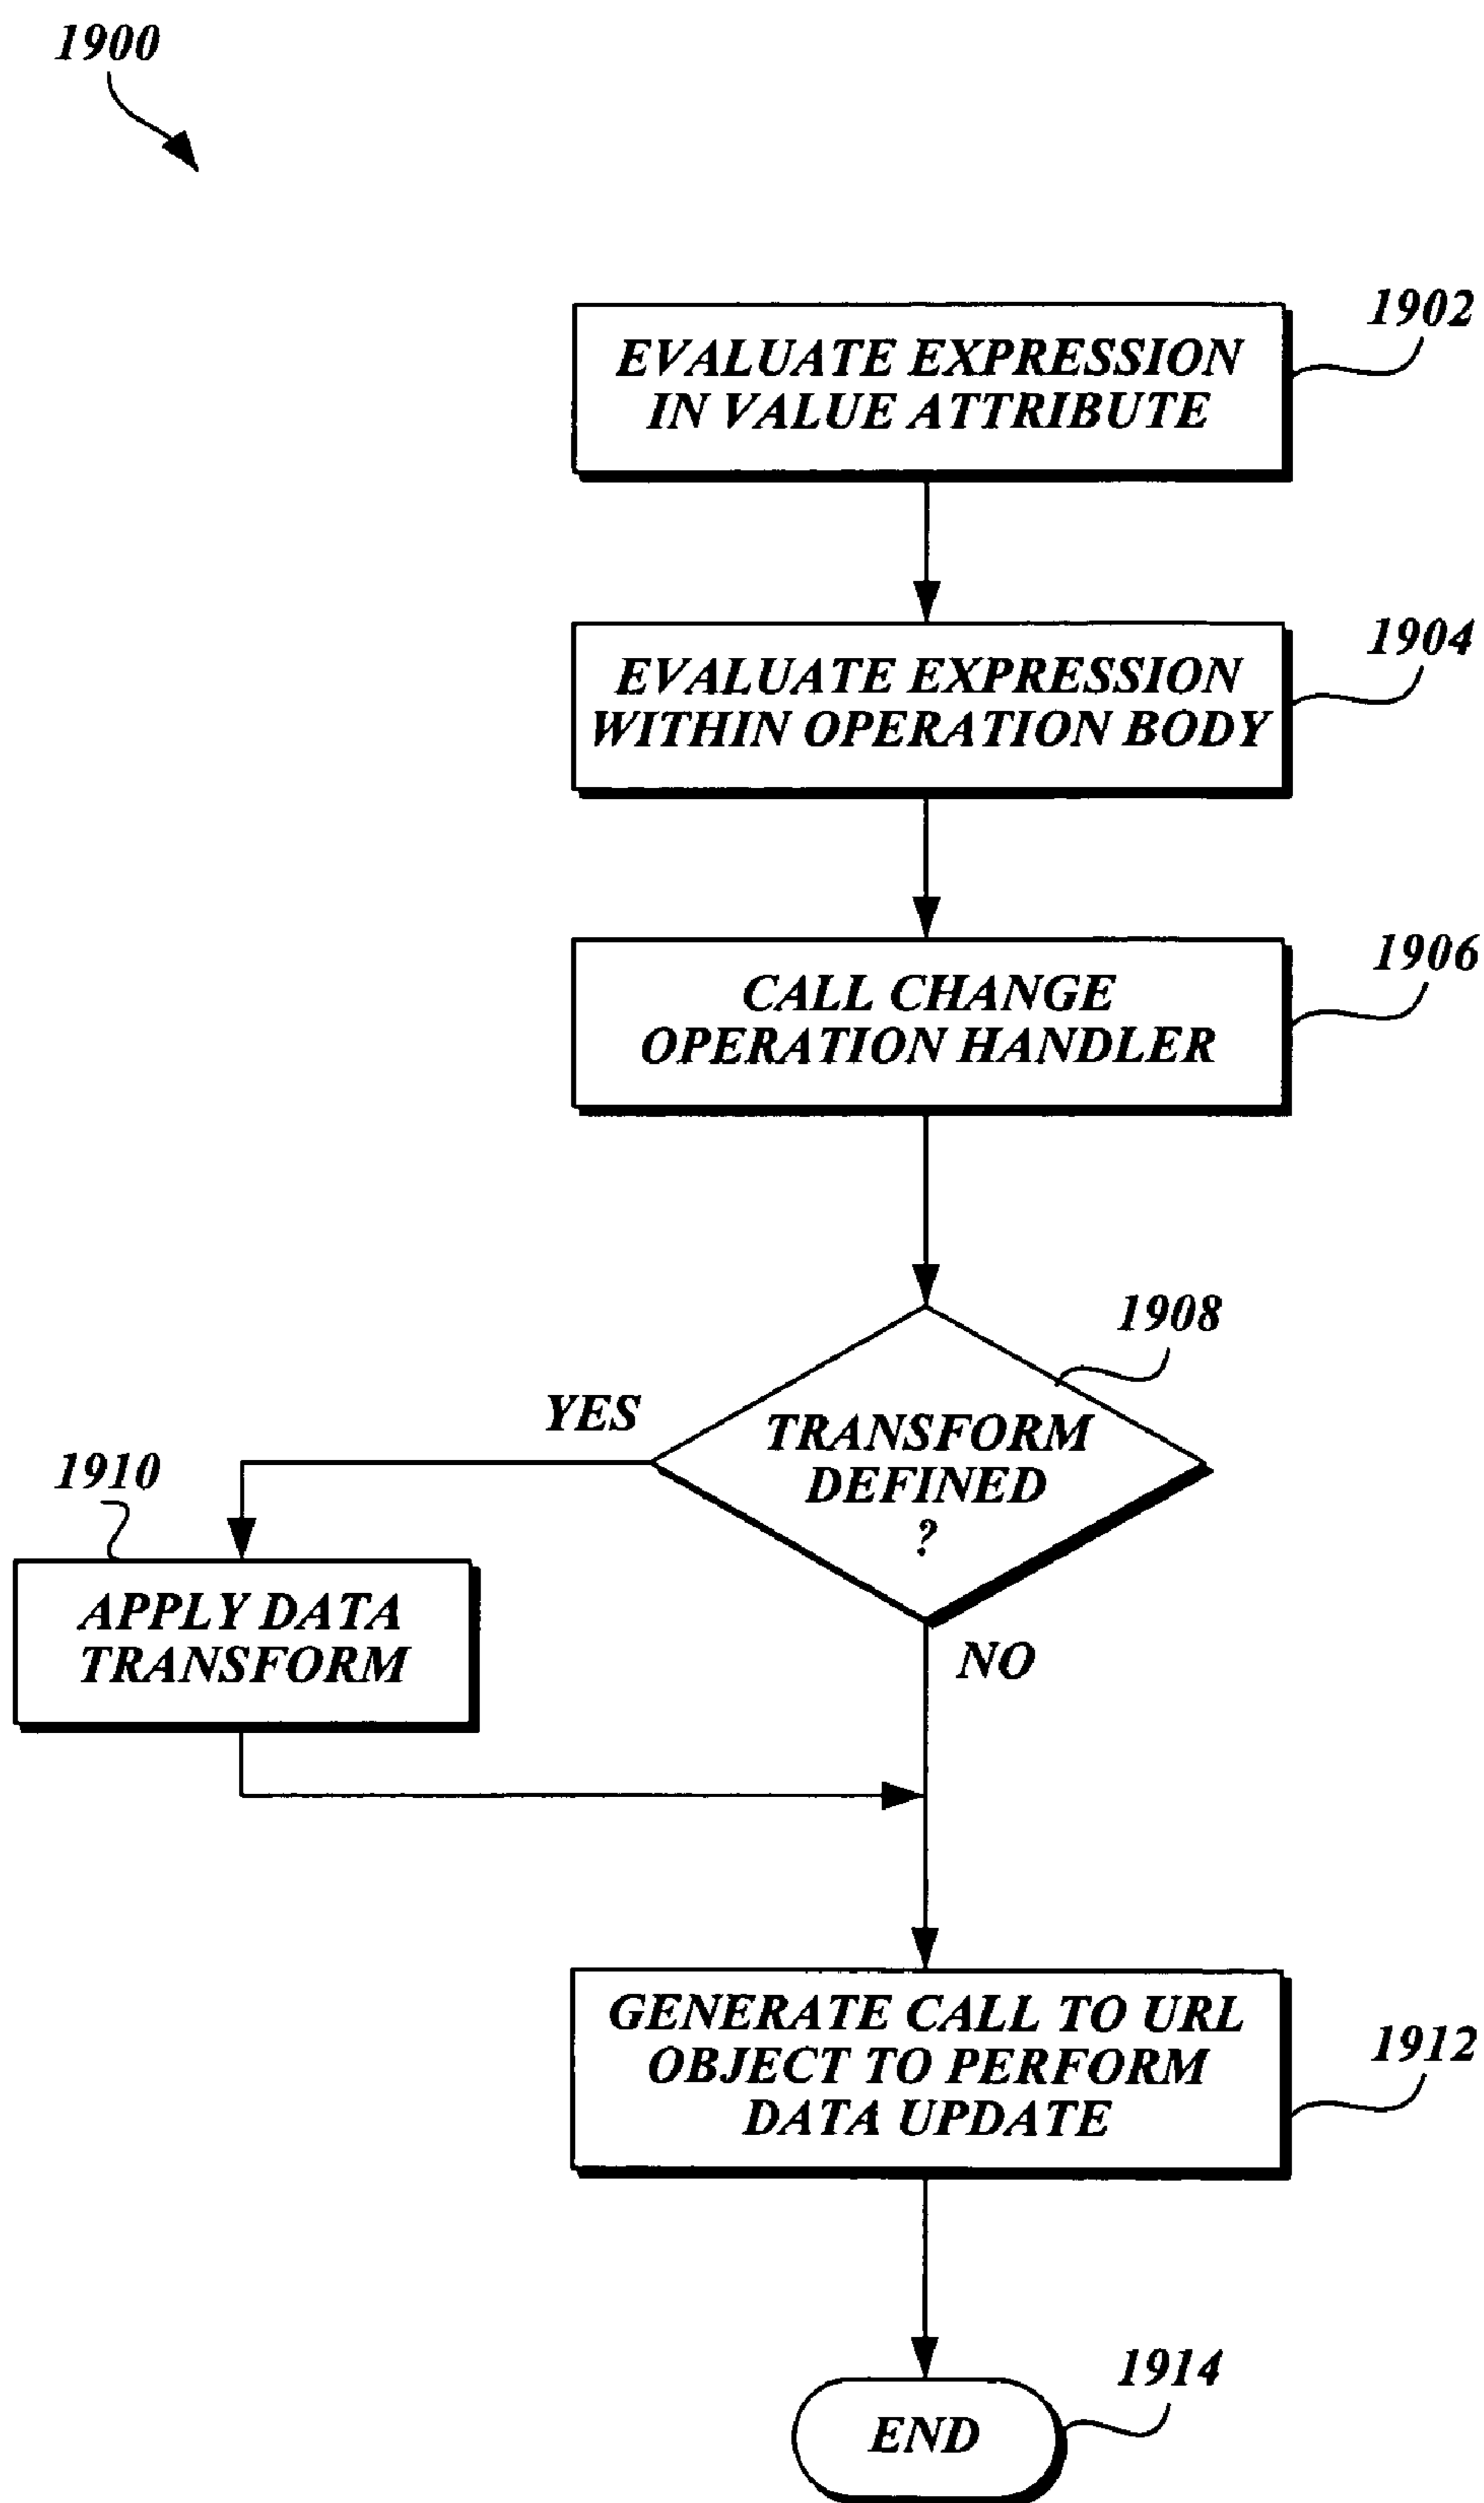 1900
1902
EVALUATE EXPRESSION
IN VALUE ATTRIBUTE
1904
EVALUATE EXPRESSION
WITHIN OPERATION BODY
1906
CALL CHANGE
OPERATION HANDLER
1908
YES
TRANSFORM
DEFINED
?
1910
APPLY DATA
TRANSFORM
NO
GENERATE CALL TO URL
OBJECT TO PERFORM
DATA UPDATE
1912
1914
END